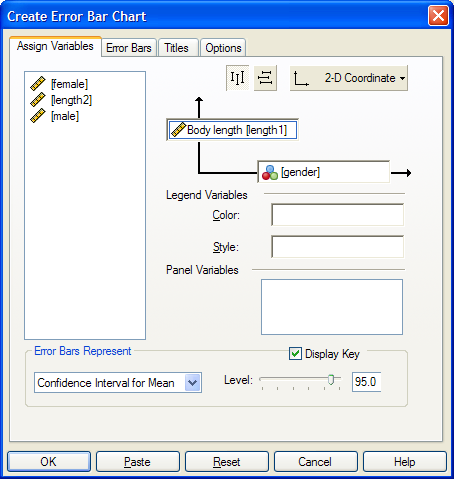 Create Error Bar Chart
Assign Variables Error Bars Titles Options
[female]
[length2]
[male]
2-D Coordinate
Body length [length1]
[gender]
Legend Variables
Color:
Style:
Panel Variables
Error Bars Represent
Display Key
Confidence Interval for Mean
Level:
95.0
OK Paste Reset Cancel Help